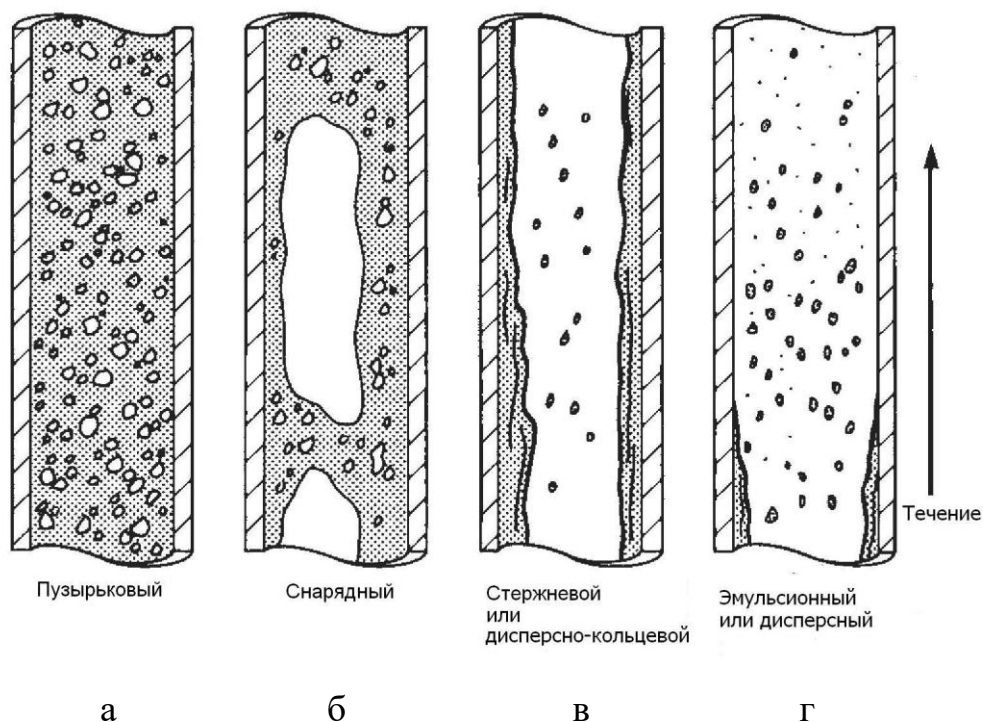 Течение
Пузырьковый
Снарядный
Стержневой
или
дисперсно-кольцевой
Эмульсионный
или дисперсный
а
б
в
г